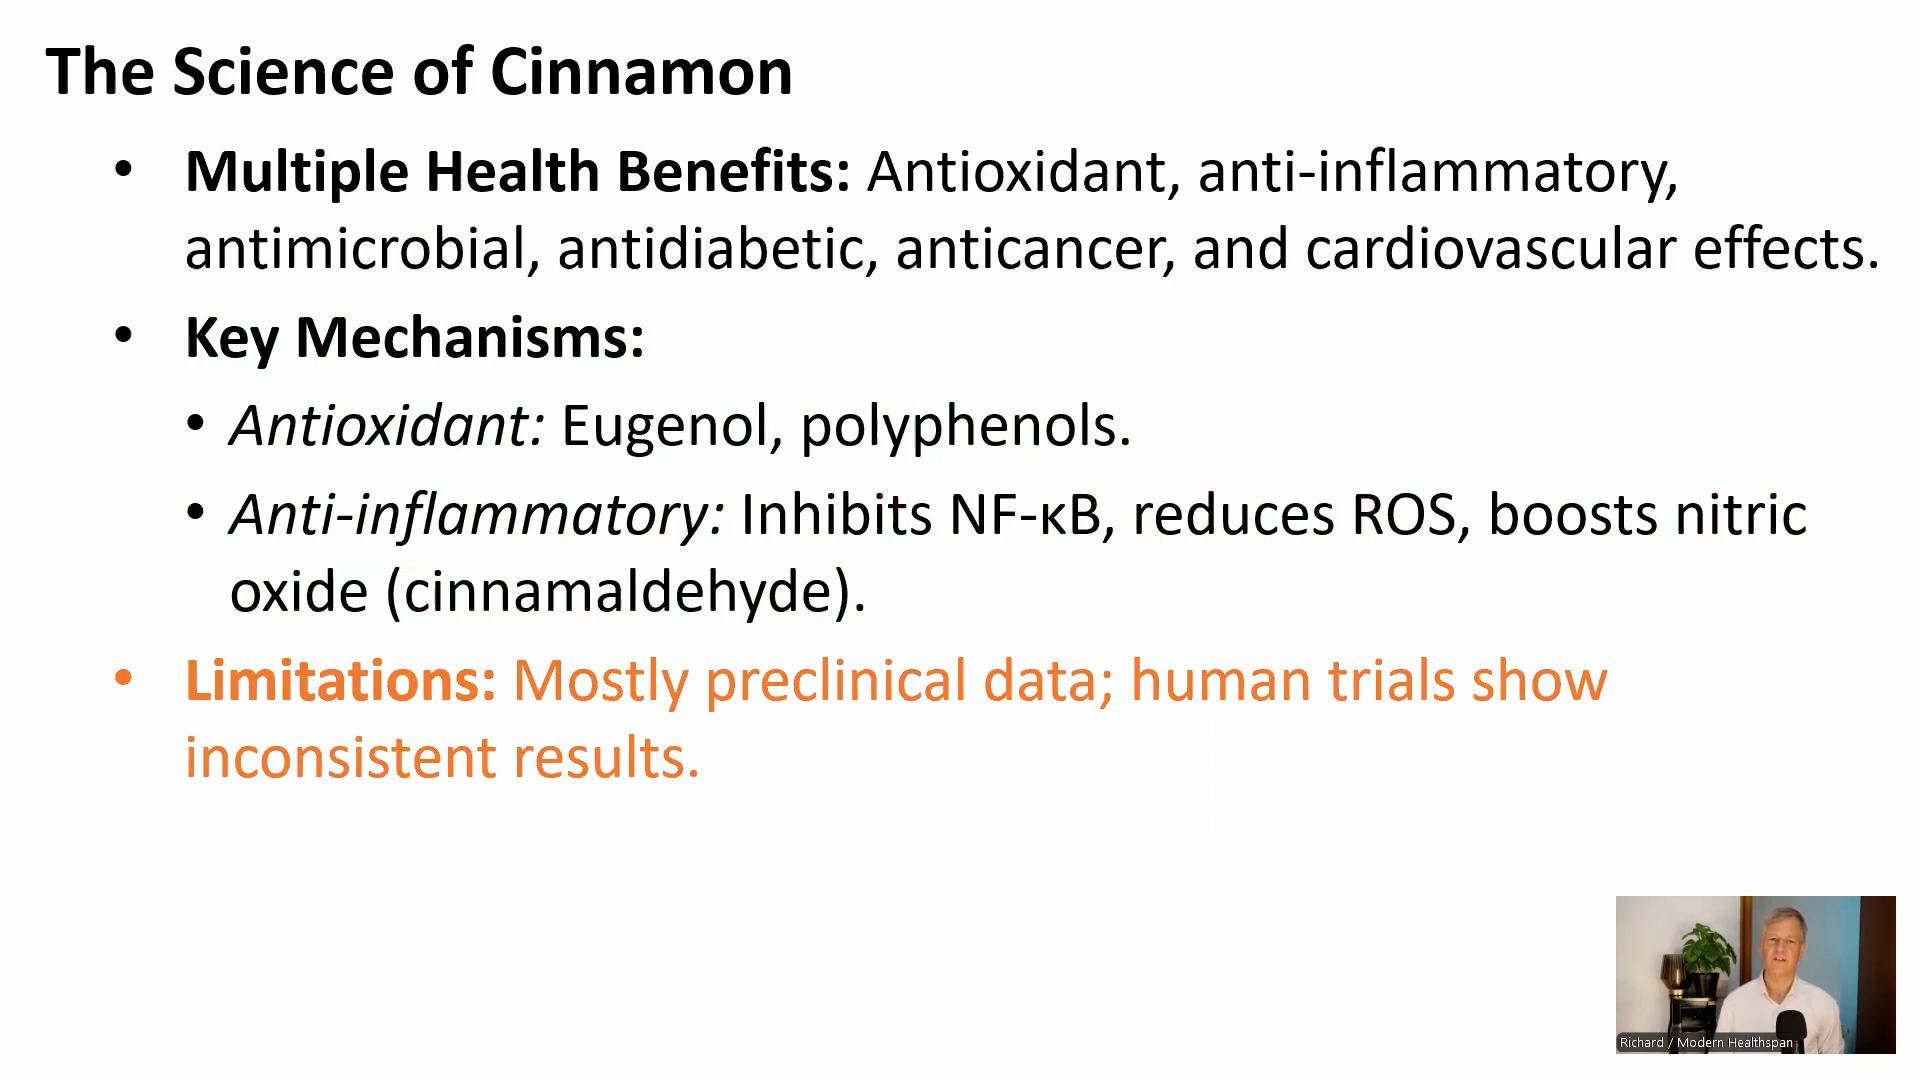 The Science of Cinnamon
• Multiple Health Benefits: Antioxidant, anti-inflammatory,
antimicrobial, antidiabetic, anticancer, and cardiovascular effects.
• Key Mechanisms:
• Antioxidant: Eugenol, polyphenols.
• Anti-inflammatory: Inhibits NF-κB, reduces ROS, boosts nitric
oxide (cinnamaldehyde).
• Limitations: Mostly preclinical data; human trials show
inconsistent results.
Richard / Modern Healthspan